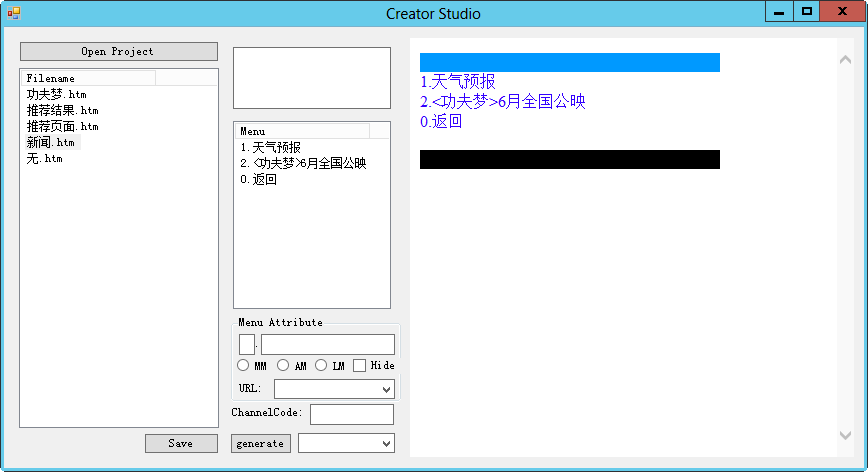 Creator Studio
Open Project
Filename
功夫梦.htm
推荐结果.htm
推荐页面.htm
新闻.htm
无.htm
Save
Menu
1.天气预报
2.<功夫梦>6月全国公映
0.返回
Menu Attribute
.
MM AM LM Hide
URL:
ChannelCode:
generate
1.天气预报
2.<功夫梦>6月全国公映
0.返回